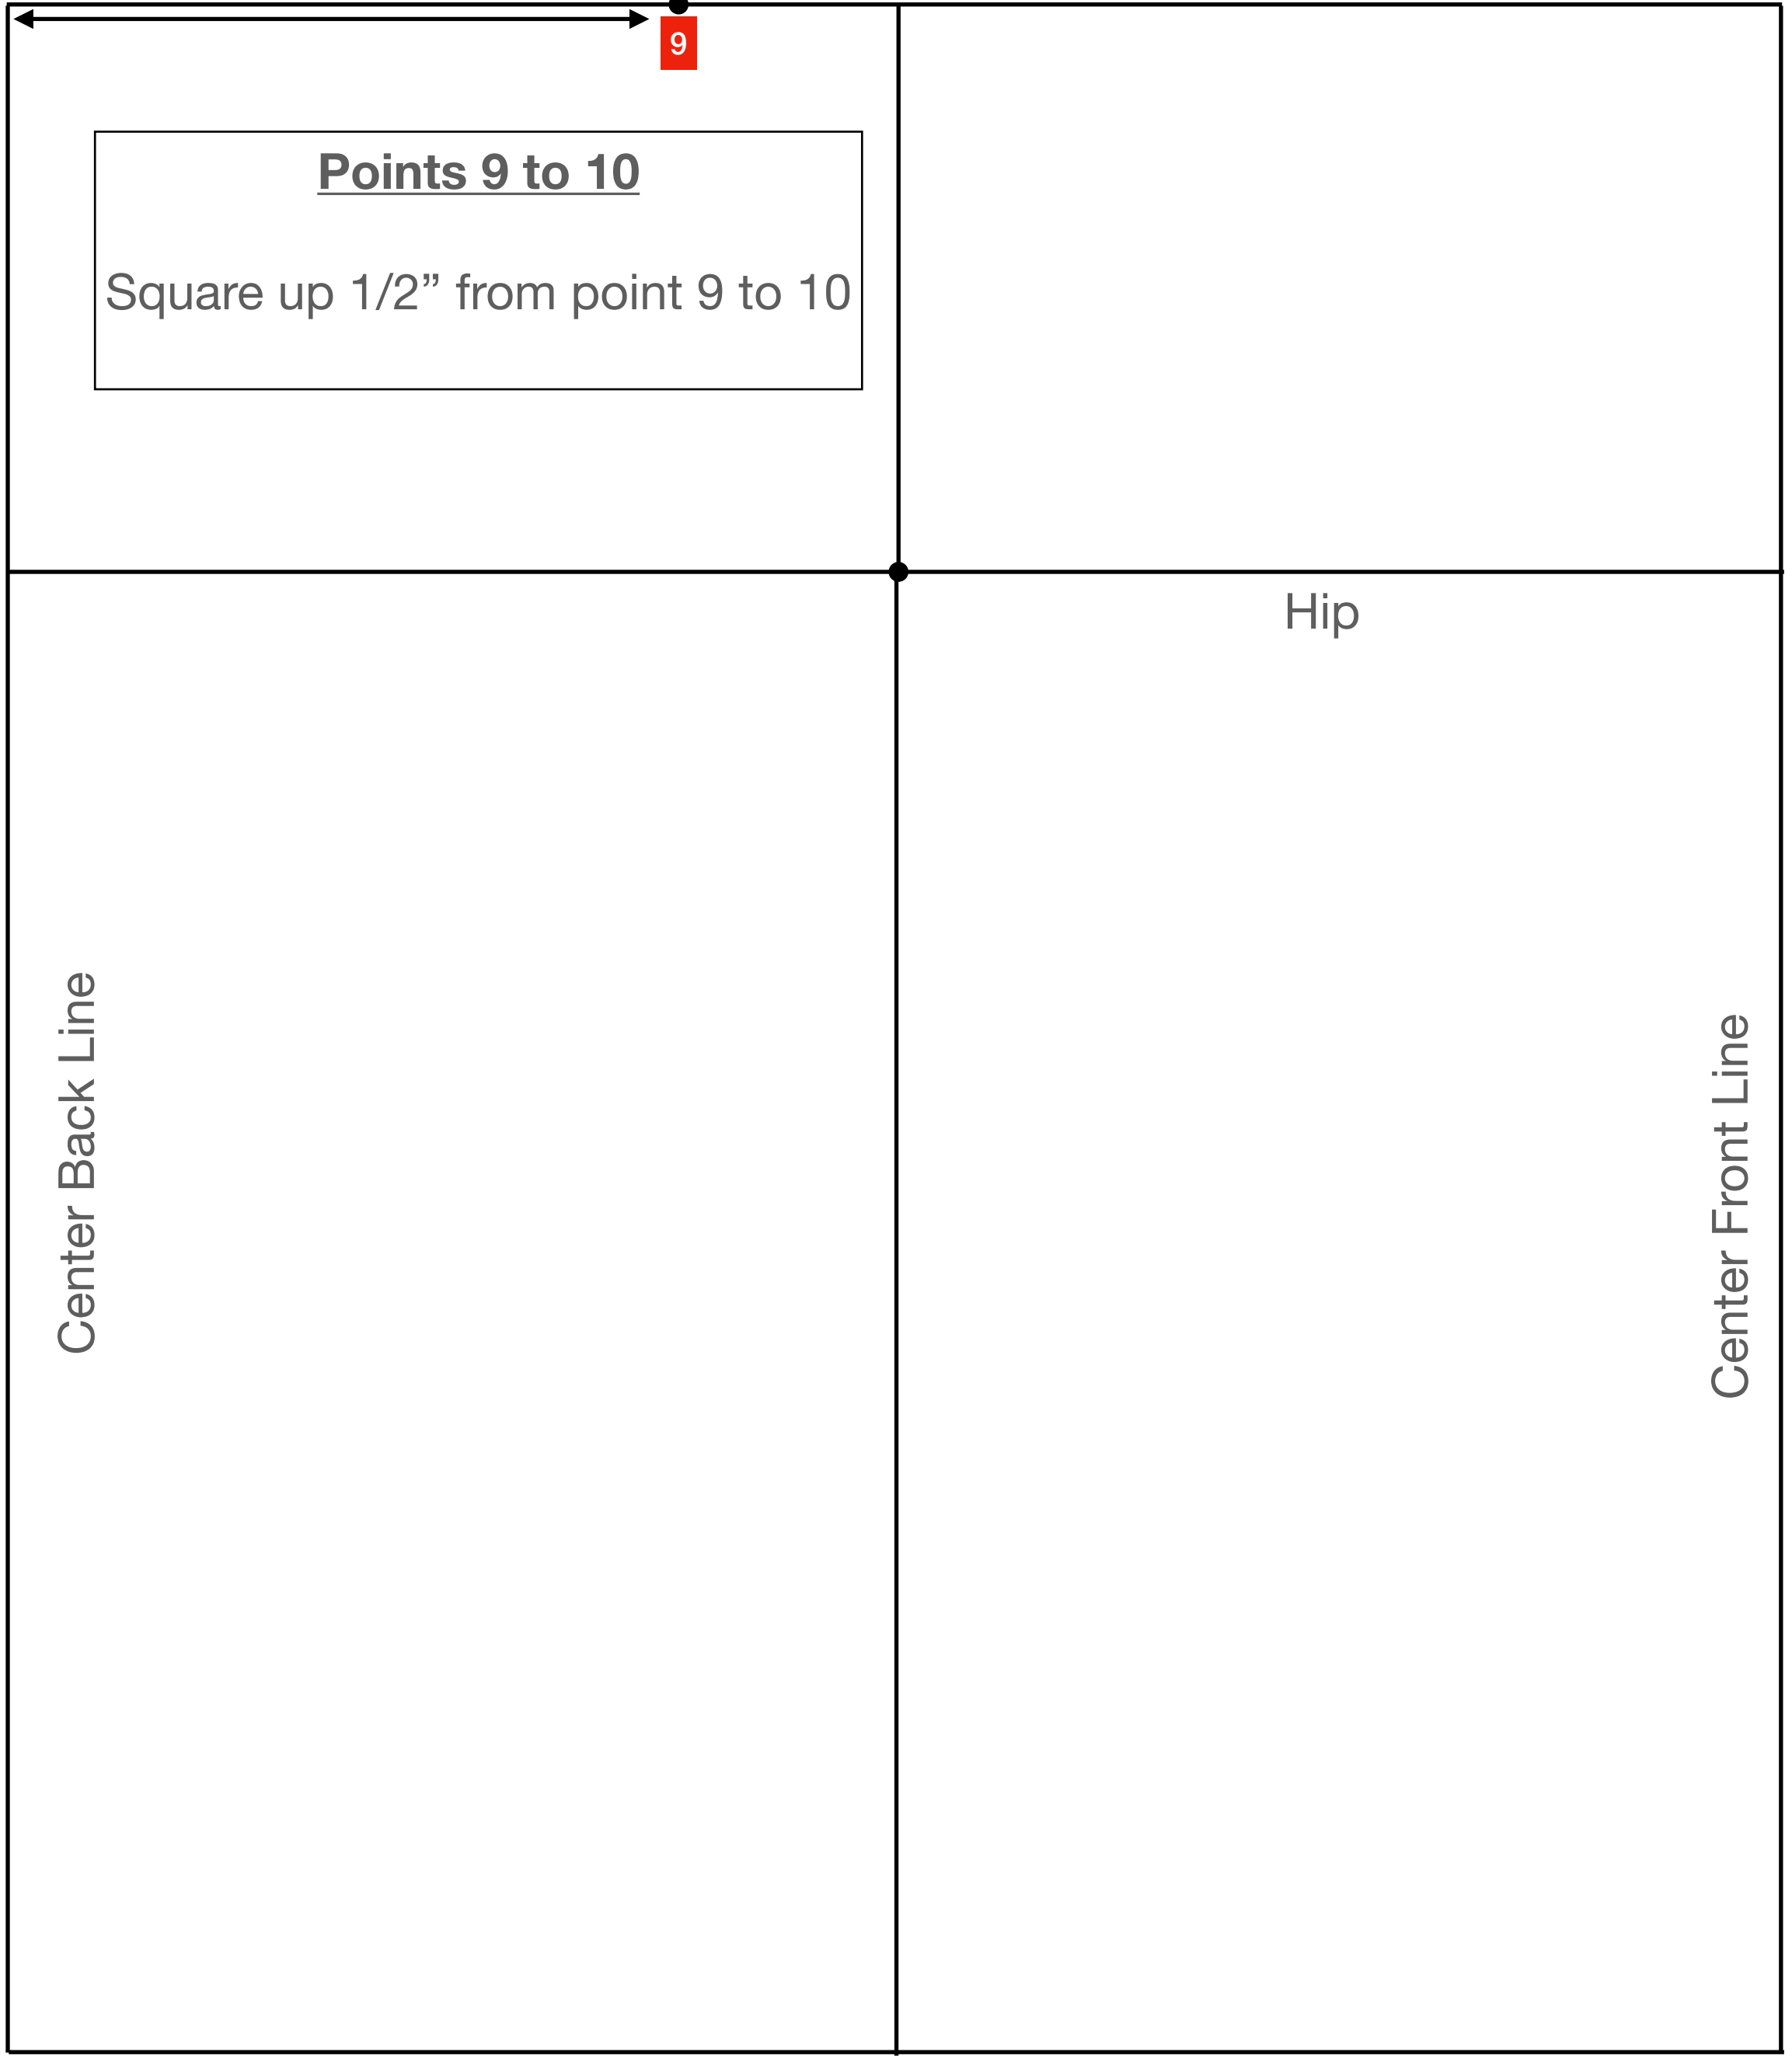 9
Points 9 to 10
Square up 1/2” from point 9 to 10
Hip
Center Back Line
Center Front Line